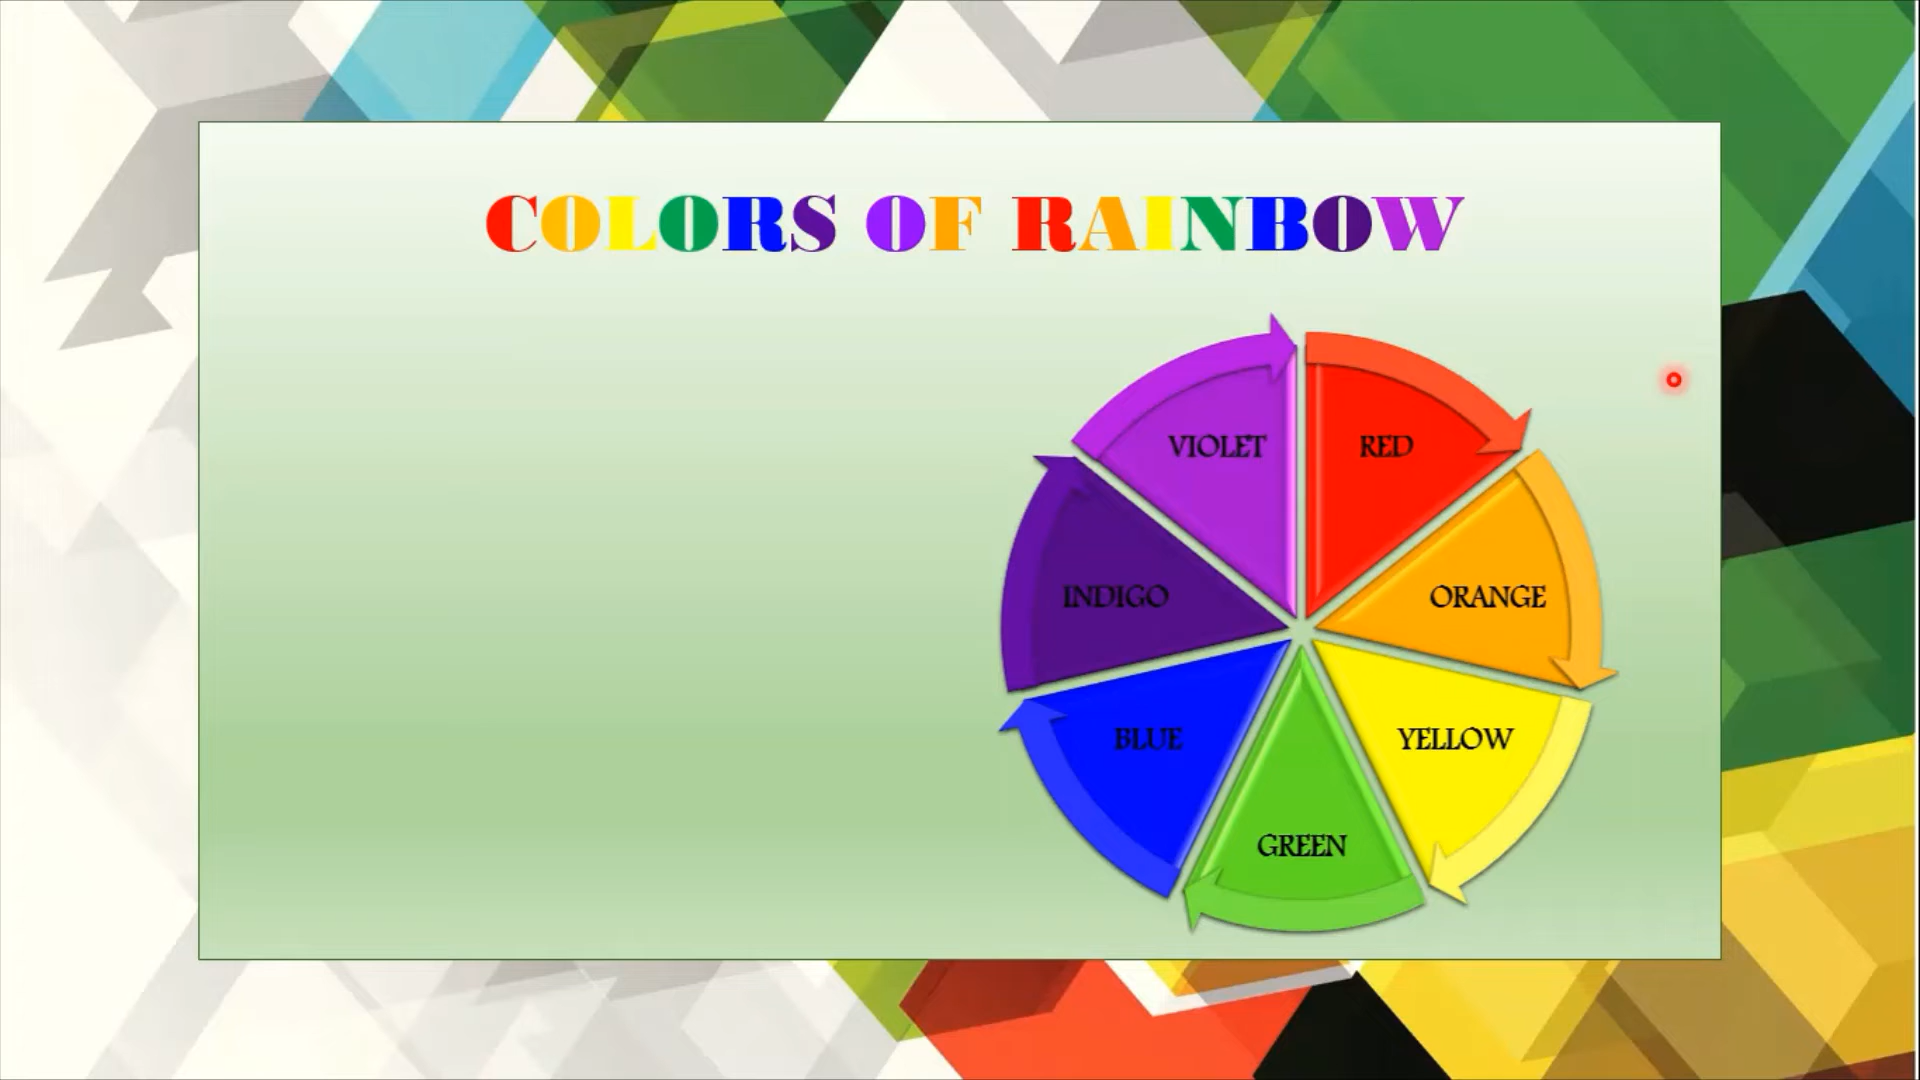 COLORS OF RAINBOW
VIOLET
RED
INDIGO
ORANGE
BLUE
YELLOW
GREEN